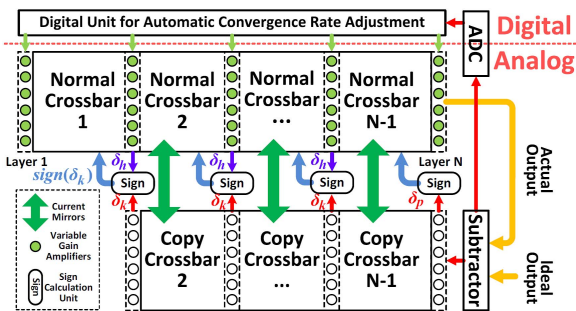 Digital Unit for Automatic Convergence Rate Adjustment
Digital
Analog
ADC
Normal
Crossbar
1
Normal
Crossbar
2
Normal
Crossbar
...
Normal
Crossbar
N-1
Layer 1
Layer N
sign(δk)
δh
δh
Sign
Sign
Sign
Sign
δk
δk
δk
δp
Actual
Output
Ideal
Output
Subtractor
Copy
Crossbar
2
Copy
Crossbar
...
Copy
Crossbar
N-1
Current
Mirrors
Variable
Gain
Amplifiers
Sign
Sign
Calculation
Unit